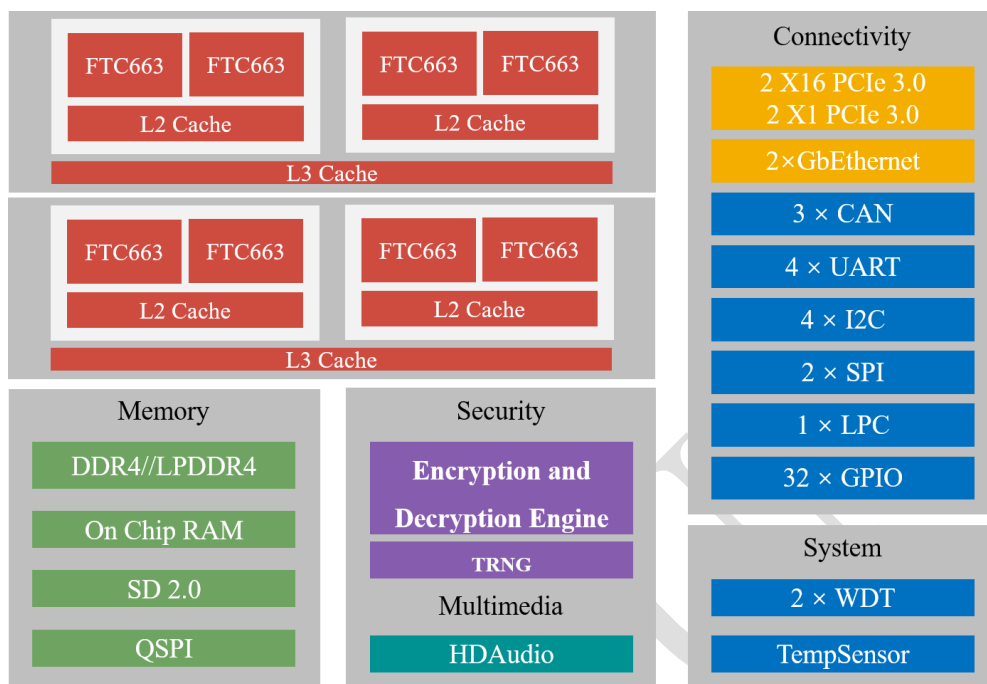 FTC663 FTC663
L2 Cache
FTC663 FTC663
L2 Cache
L3 Cache
FTC663 FTC663
L2 Cache
FTC663 FTC663
L2 Cache
L3 Cache
Memory
DDR4//LPDDR4
On Chip RAM
SD 2.0
QSPI
Security
Encryption and
Decryption Engine
TRNG
Multimedia
HDAudio
Connectivity
2 X16 PCIe 3.0
2 X1 PCIe 3.0
2×GbEthernet
3 × CAN
4 × UART
4 × I2C
2 × SPI
1 × LPC
32 × GPIO
System
2 × WDT
TempSensor